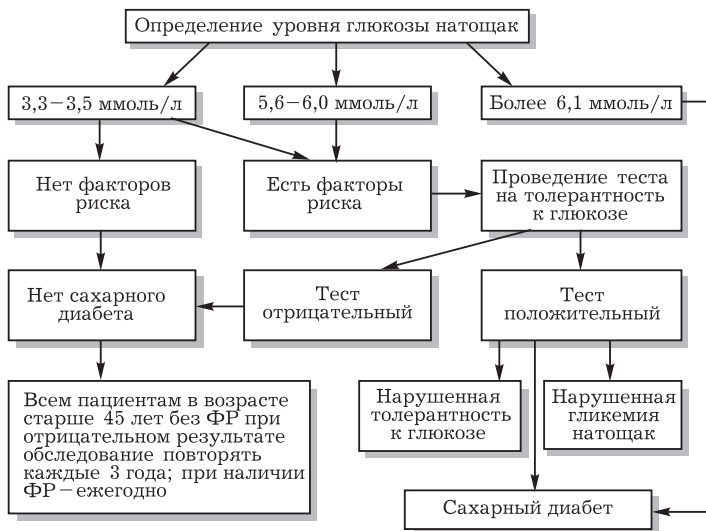 Определение уровня глюкозы натощак
3,3–3,5 ммоль/л
5,6–6,0 ммоль/л
Более 6,1 ммоль/л
Нет факторов
риска
Есть факторы
риска
Проведение теста
на толерантность
к глюкозе
Нет сахарного
диабета
Тест
отрицательный
Тест
положительный
Всем пациентам в возрасте
старше 45 лет без ФР при
отрицательном результате
обследование повторять
каждые 3 года; при наличии
ФР – ежегодно
Нарушенная
толерантность
к глюкозе
Нарушенная
гликемия
натощак
Сахарный диабет